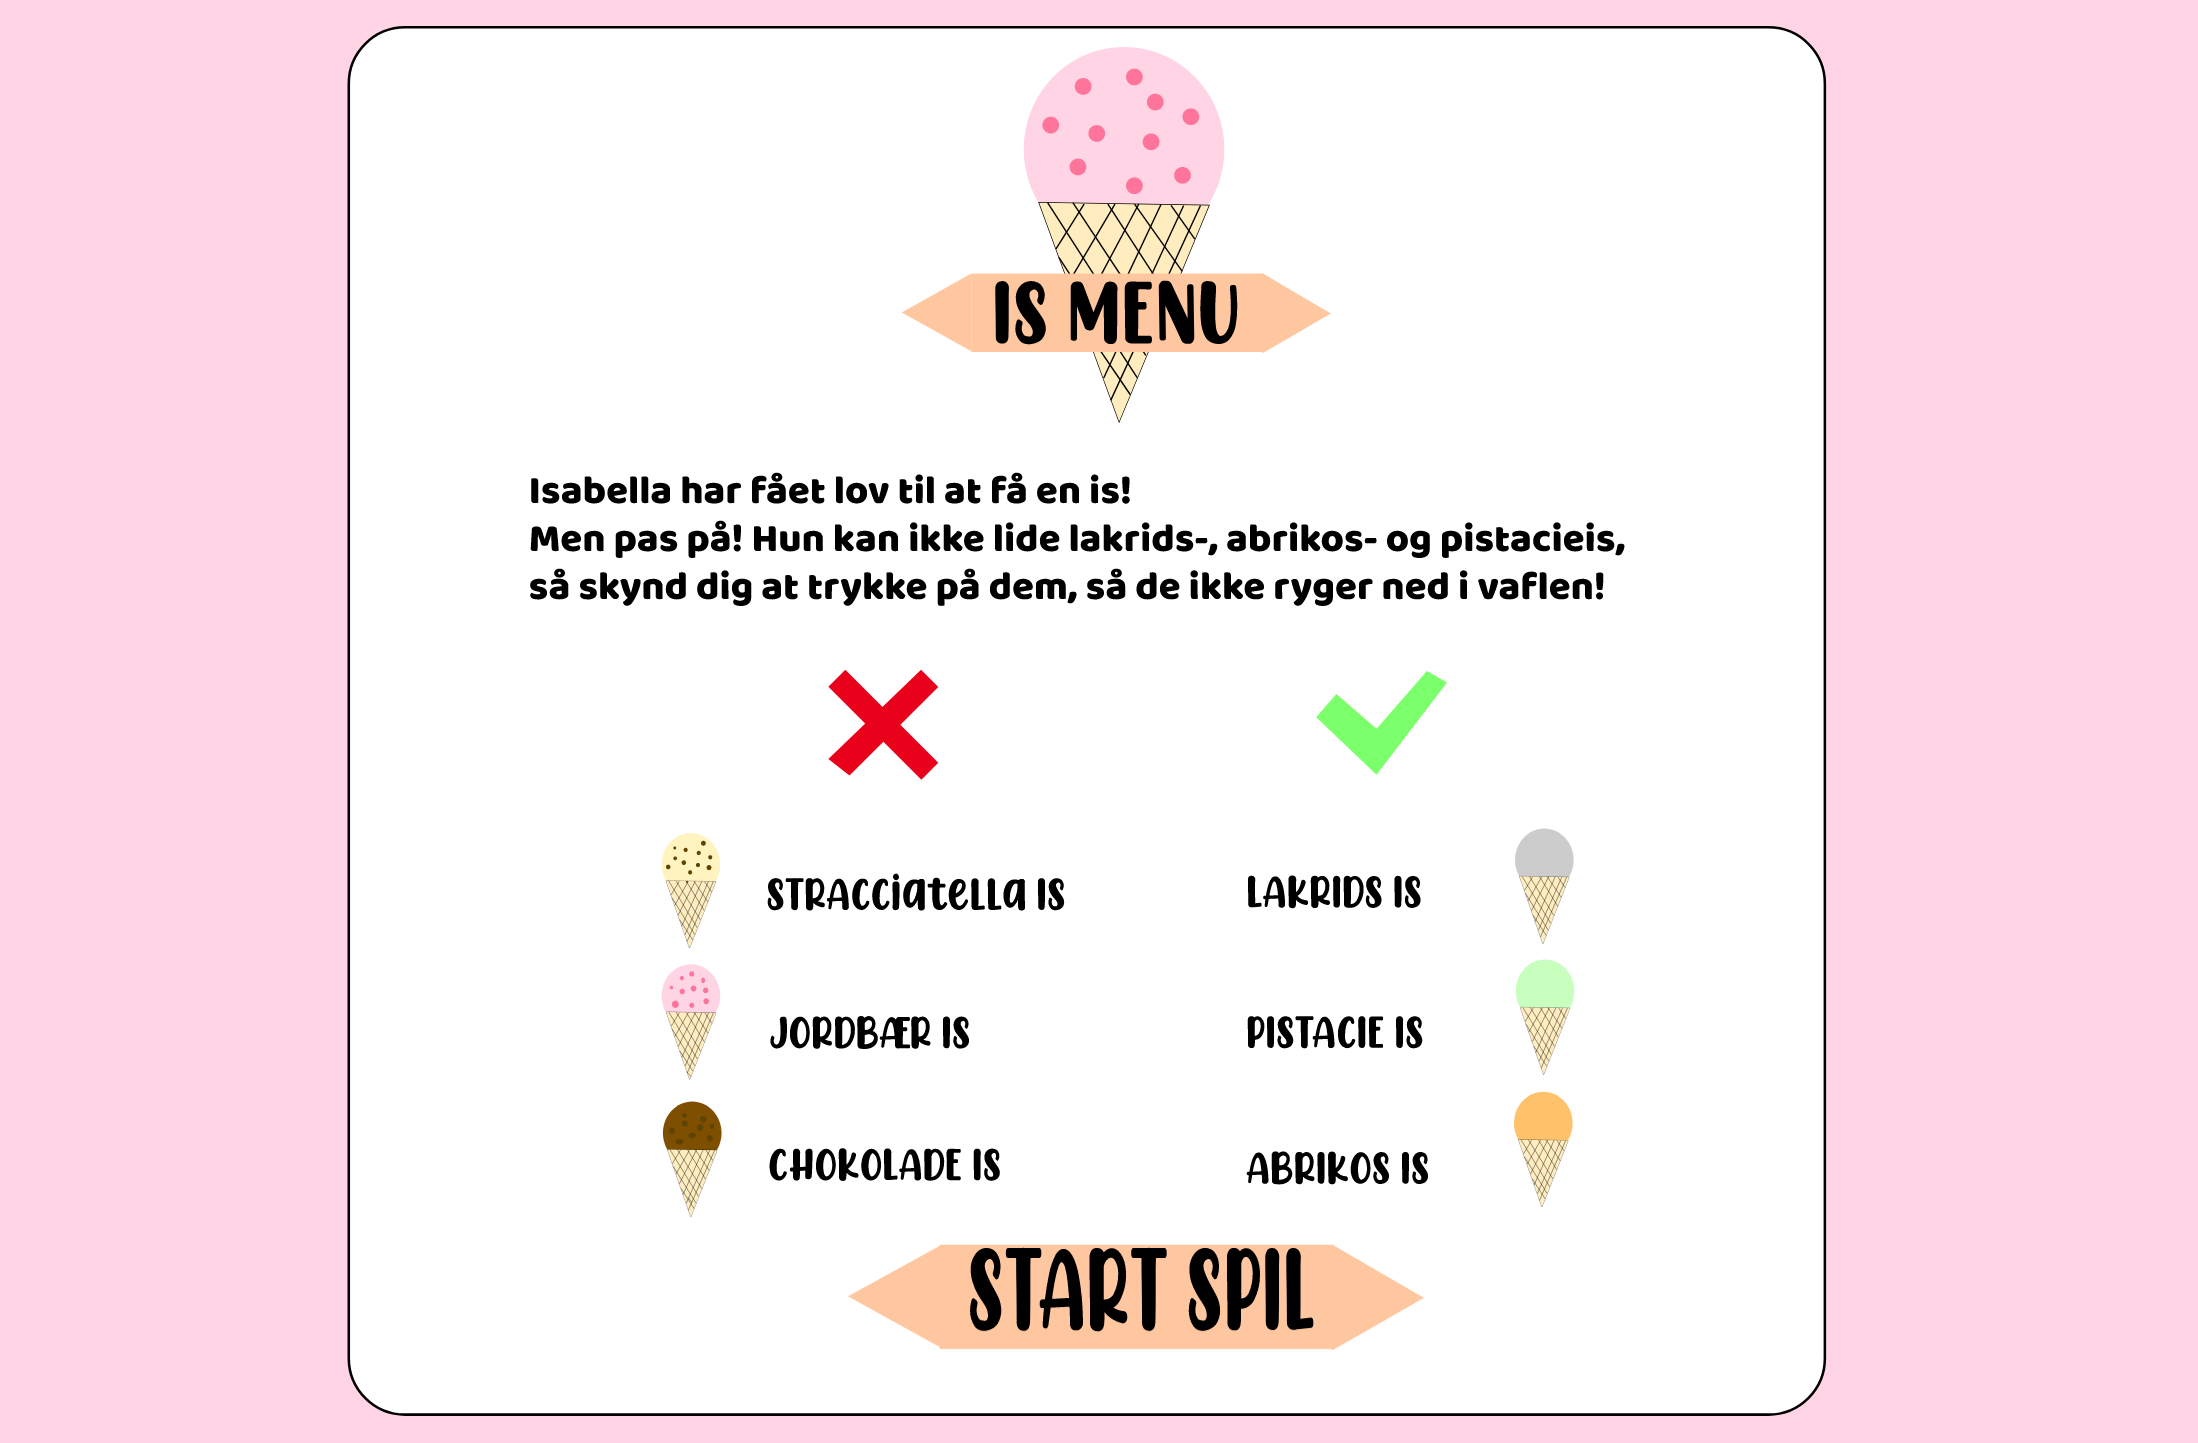 IS MENU
Isabella har fået lov til at få en is!
Men pas på! Hun kan ikke lide lakrids-, abrikos- og pistacieis,
så skynd dig at trykke på dem, så de ikke ryger ned i vaflen!
STRACCiatella IS
LAKRIDS IS
JORDBÆR IS
PISTACIE IS
CHOKOLADE IS
ABRIKOS IS
START SPIL